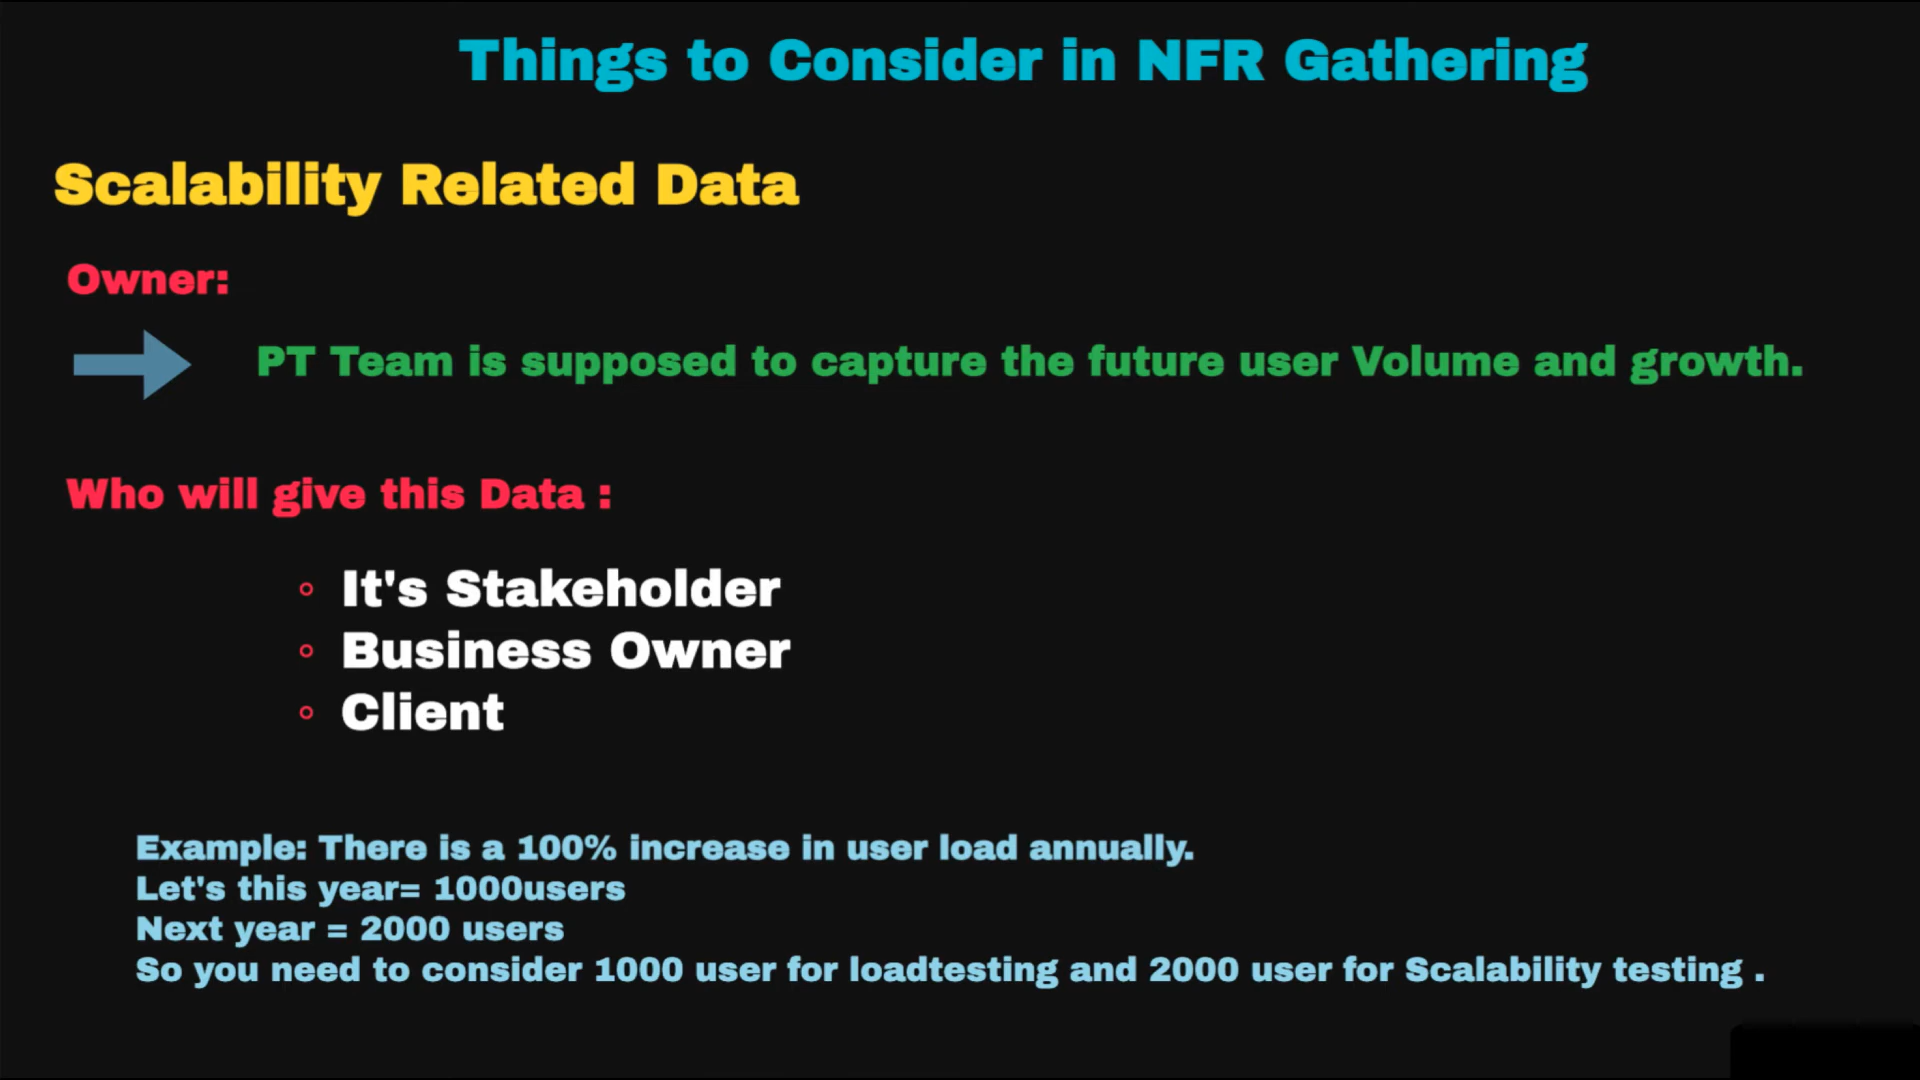 Things to Consider in NFR Gathering
Scalability Related Data
Owner:
PT Team is supposed to capture the future user Volume and growth.
Who will give this Data :
It's Stakeholder
Business Owner
Client
Example: There is a 100% increase in user load annually.
Let's this year= 1000users
Next year = 2000 users
So you need to consider 1000 user for loadtesting and 2000 user for Scalability testing .